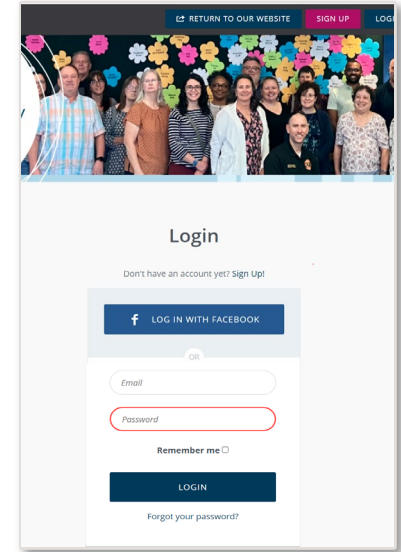 RETURN TO OUR WEBSITE SIGN UP LOGI
Login
Don't have an account yet? Sign Up!
f LOG IN WITH FACEBOOK
OR
Email
Password
Remember me
LOGIN
Forgot your password?